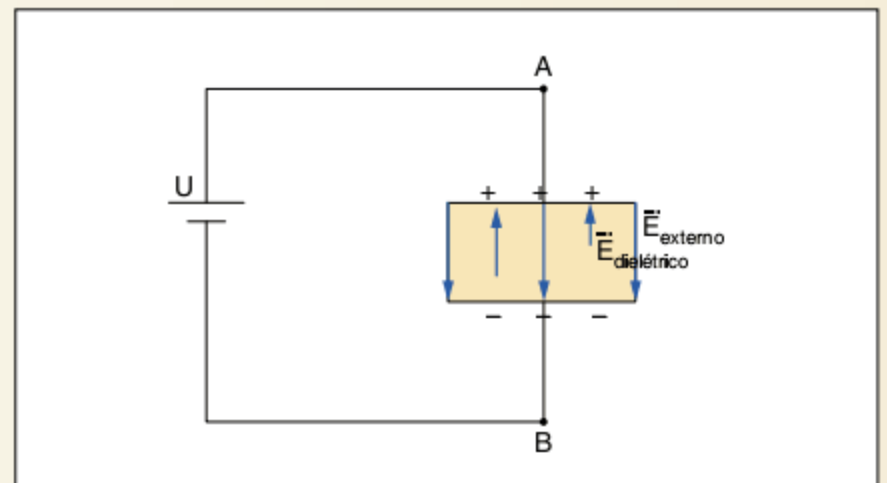 A
U
+ + +
E externo
E dielétrico
− − −
B